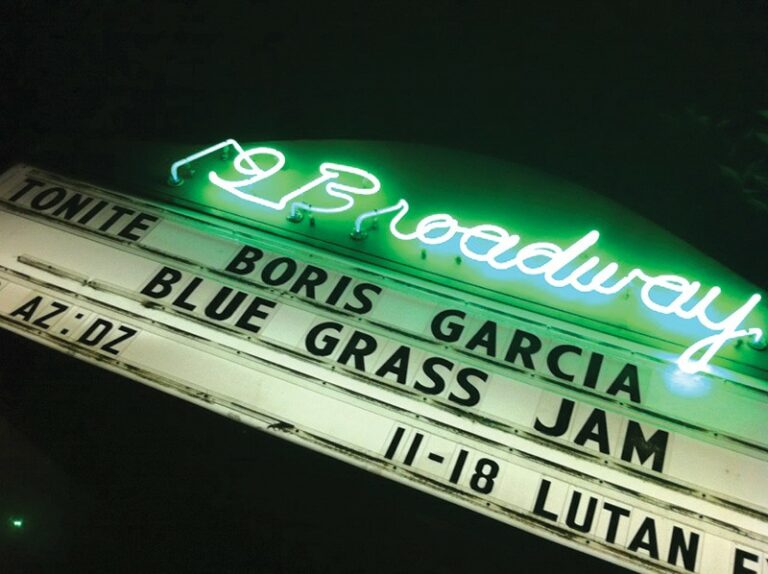 19 Broadway
TONITE BORIS GARCIA
BLUE GRASS JAM
AZ:DZ 11-18 LUTAN